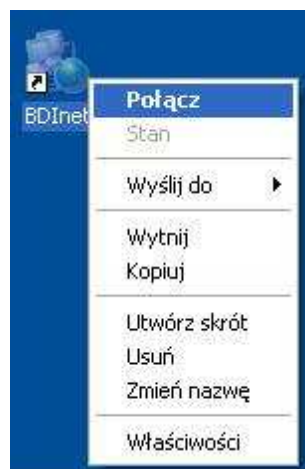 BDInet
Połącz
Stan
Wyślij do
Wytnij
Kopiuj
Utwórz skrót
Usuń
Zmień nazwę
Właściwości